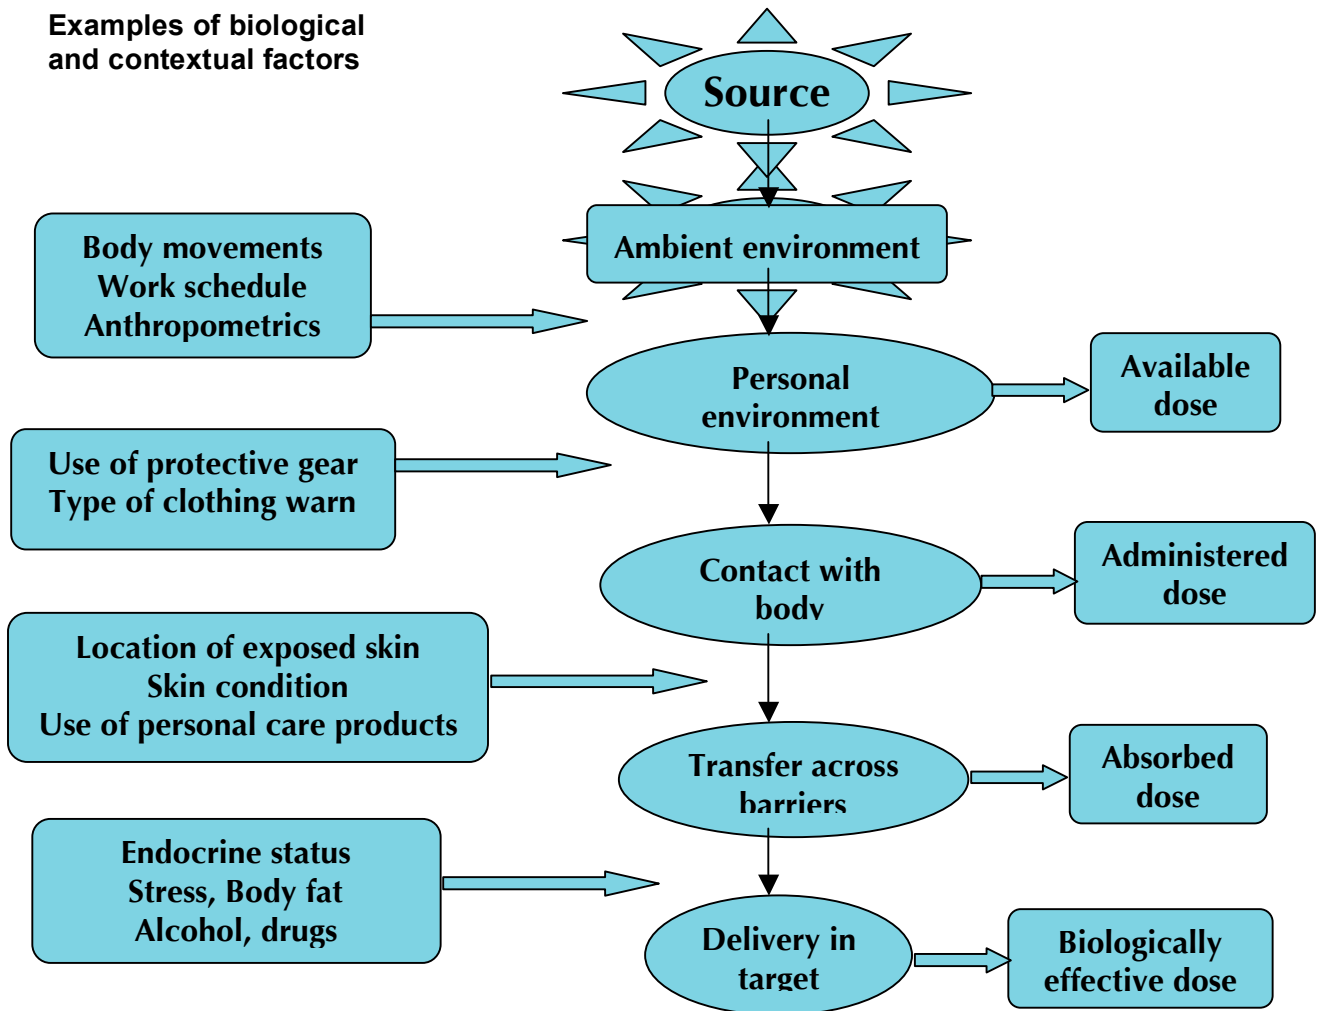 Examples of biological
and contextual factors
Source
Ambient environment
Body movements
Work schedule
Anthropometrics
Personal
environment
Available
dose
Use of protective gear
Type of clothing warn
Contact with
body
Administered
dose
Location of exposed skin
Skin condition
Use of personal care products
Transfer across
barriers
Absorbed
dose
Endocrine status
Stress, Body fat
Alcohol, drugs
Delivery in
target
Biologically
effective dose